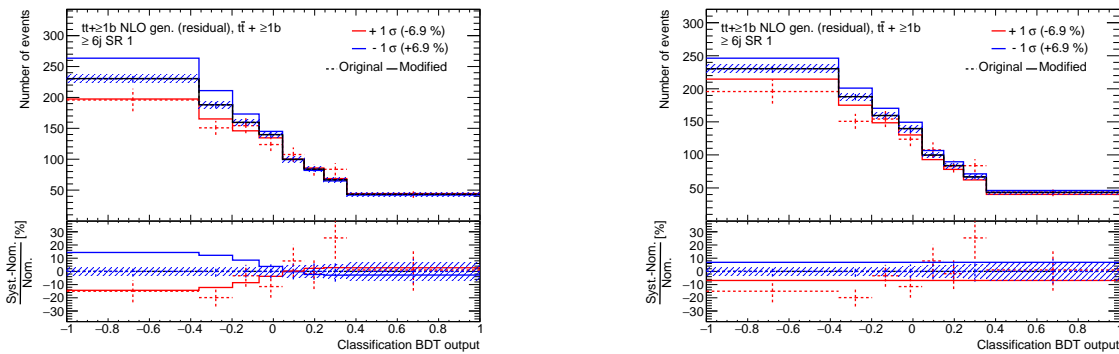 Number of events
300
250
200
150
100
50
tt+≥1b NLO gen. (residual), tt̄ + ≥1b
≥ 6j SR 1
+ 1 σ (-6.9 %)
- 1 σ (+6.9 %)
Original Modified
Syst.-Nom. [%]
Nom.
30
20
10
0
−10
−20
−30
−1 −0.8 −0.6 −0.4 −0.2 0 0.2 0.4 0.6 0.8 1
Classification BDT output
Number of events
300
250
200
150
100
50
tt+≥1b NLO gen. (residual), tt̄ + ≥1b
≥ 6j SR 1
+ 1 σ (-6.9 %)
- 1 σ (+6.9 %)
Original Modified
Syst.-Nom. [%]
Nom.
30
20
10
0
−10
−20
−30
−1 −0.8 −0.6 −0.4 −0.2 0 0.2 0.4 0.6 0.8 1
Classification BDT output